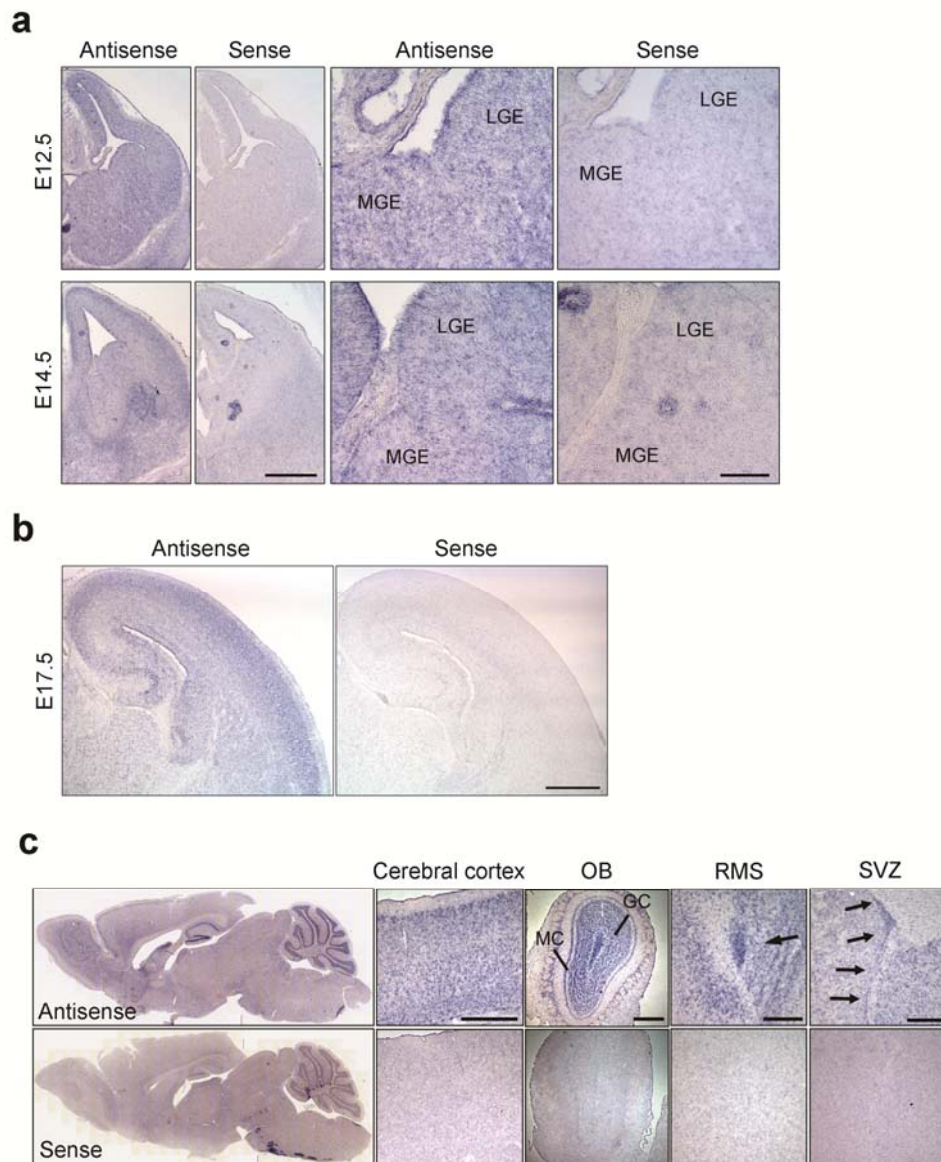 a
Antisense Sense Antisense Sense
E12.5
LGE LGE
MGE MGE
E14.5
LGE LGE
MGE MGE
b
Antisense Sense
E17.5
c
Cerebral cortex OB RMS SVZ
GC
MC
Antisense
Sense